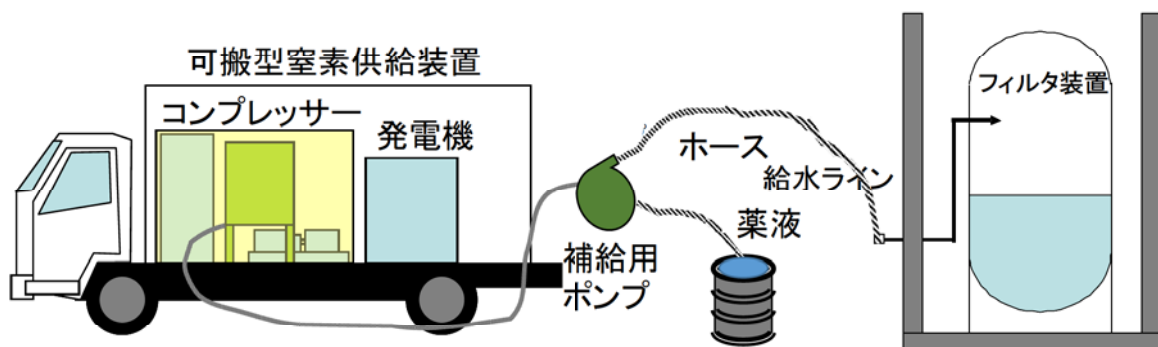 可搬型窒素供給装置
コンプレッサー
発電機
補給用
ポンプ
ホース
給水ライン
薬液
フィルタ装置